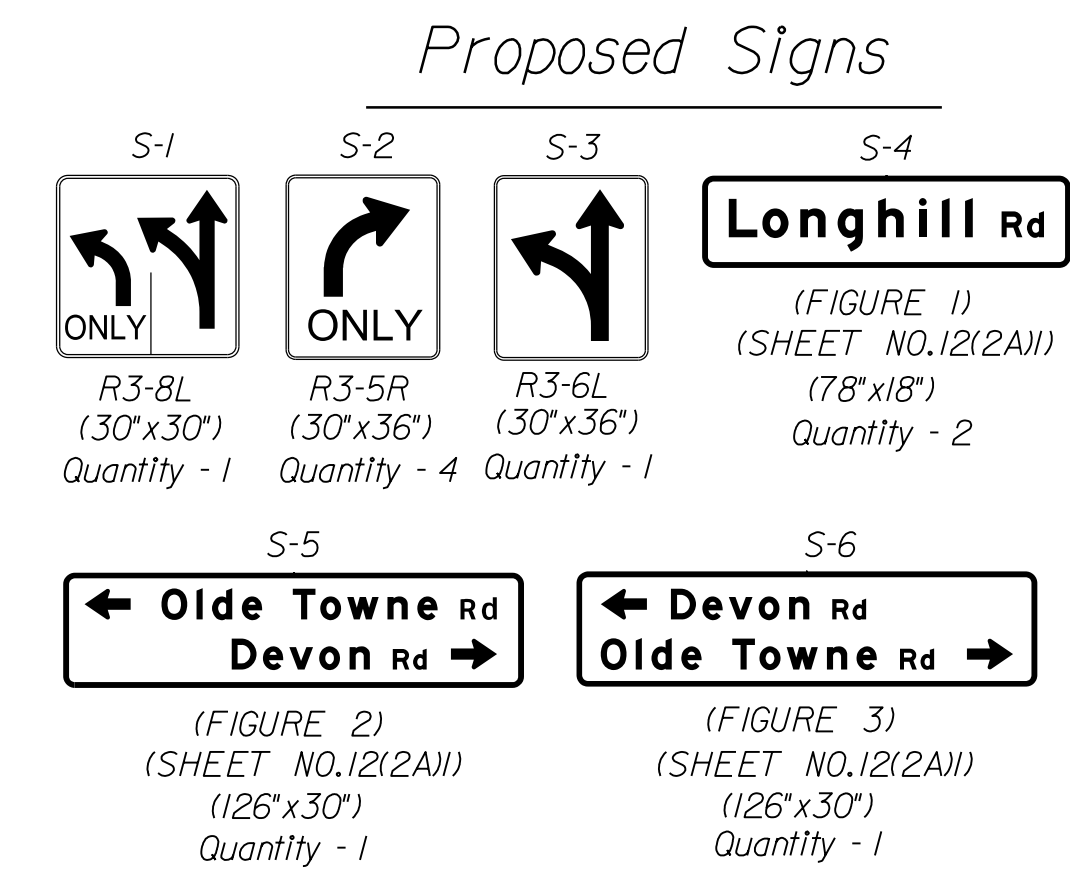 Proposed Signs
S-1
ONLY
R3-8L
(30"x30")
Quantity - 1
S-2
ONLY
R3-5R
(30"x36")
Quantity - 4
S-3
R3-6L
(30"x36")
Quantity - 1
S-4
Longhill Rd
(FIGURE 1)
(SHEET NO.12(2A)1)
(78"x18")
Quantity - 2
S-5
Olde Towne Rd
Devon Rd
(FIGURE 2)
(SHEET NO.12(2A)1)
(126"x30")
Quantity - 1
S-6
Devon Rd
Olde Towne Rd
(FIGURE 3)
(SHEET NO.12(2A)1)
(126"x30")
Quantity - 1